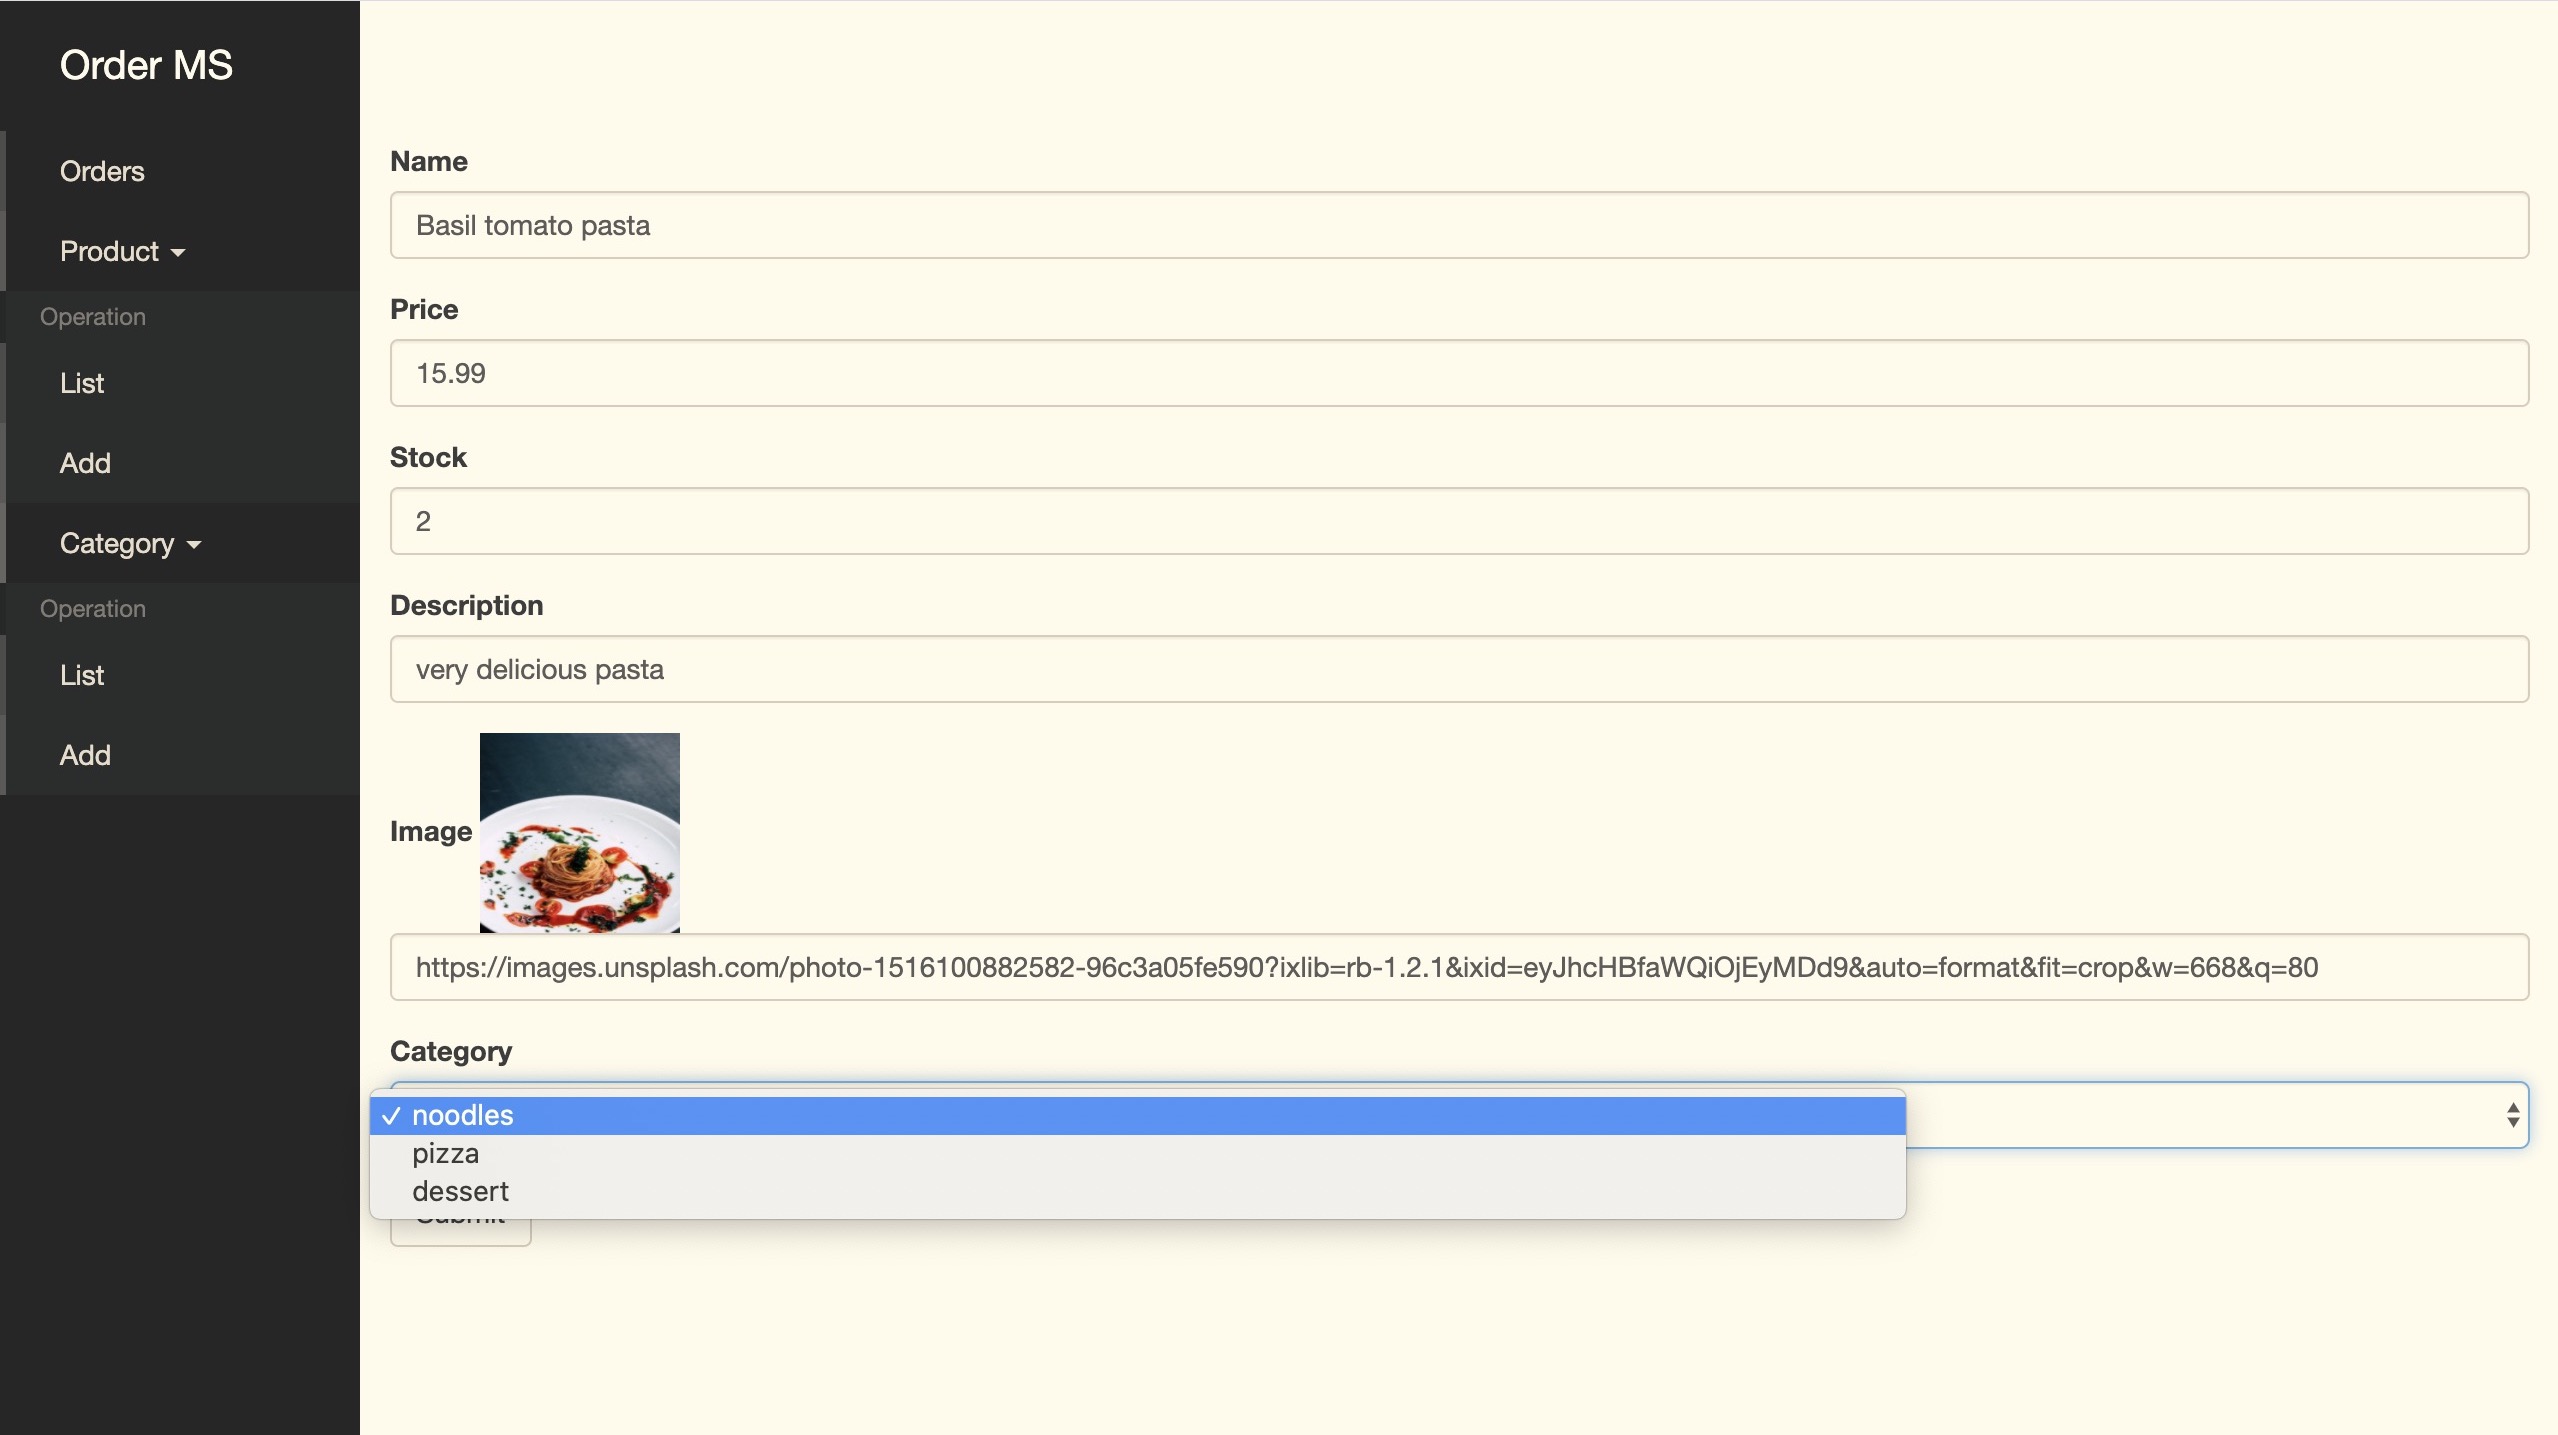 Order MS
Orders
Product
Operation
List
Add
Category
Operation
List
Add
Name
Basil tomato pasta
Price
15.99
Stock
2
Description
very delicious pasta
Image
https://images.unsplash.com/photo-1516100882582-96c3a05fe590?ixlib=rb-1.2.1&ixid=eyJhcHBfaWQiOjEyMDd9&auto=format&fit=crop&w=668&q=80
Category
✓ noodles
pizza
dessert
Submit